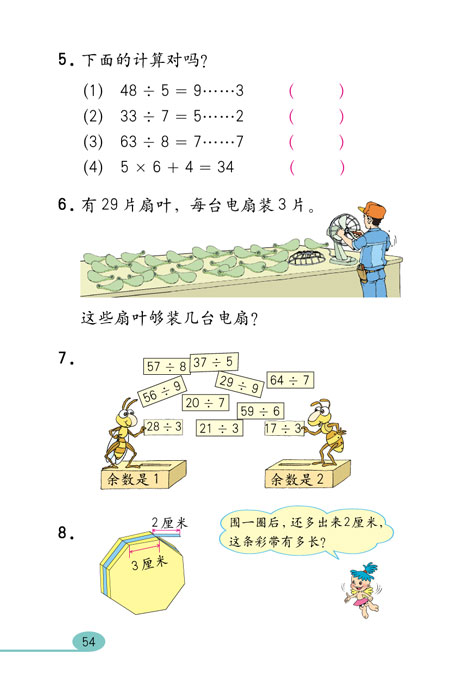 5. 下面的计算对吗？
(1) 48 ÷ 5 = 9……3 ( )
(2) 33 ÷ 7 = 5……2 ( )
(3) 63 ÷ 8 = 7……7 ( )
(4) 5 × 6 + 4 = 34 ( )
6. 有 29 片扇叶，每台电扇装 3 片。
这些扇叶够装几台电扇？
7.
57 ÷ 8 37 ÷ 5
56 ÷ 9 29 ÷ 9 64 ÷ 7
20 ÷ 7 59 ÷ 6
28 ÷ 3 21 ÷ 3 17 ÷ 3
余数是 1 余数是 2
8.
2 厘米
3 厘米
围一圈后，还多出来2厘米，
这条彩带有多长？
54